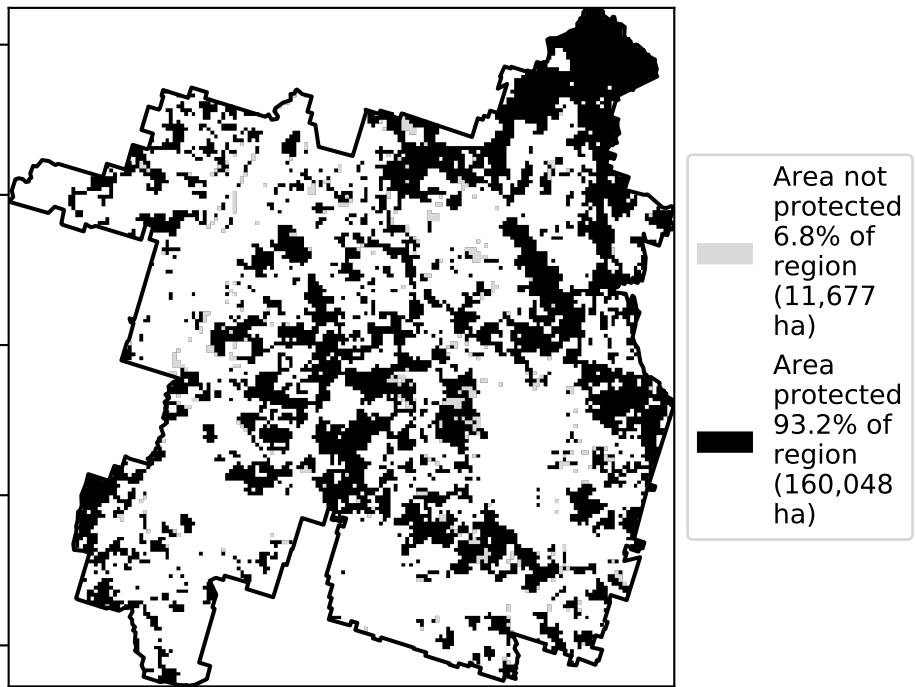 Area not
protected
6.8% of
region
(11,677
ha)
Area
protected
93.2% of
region
(160,048
ha)